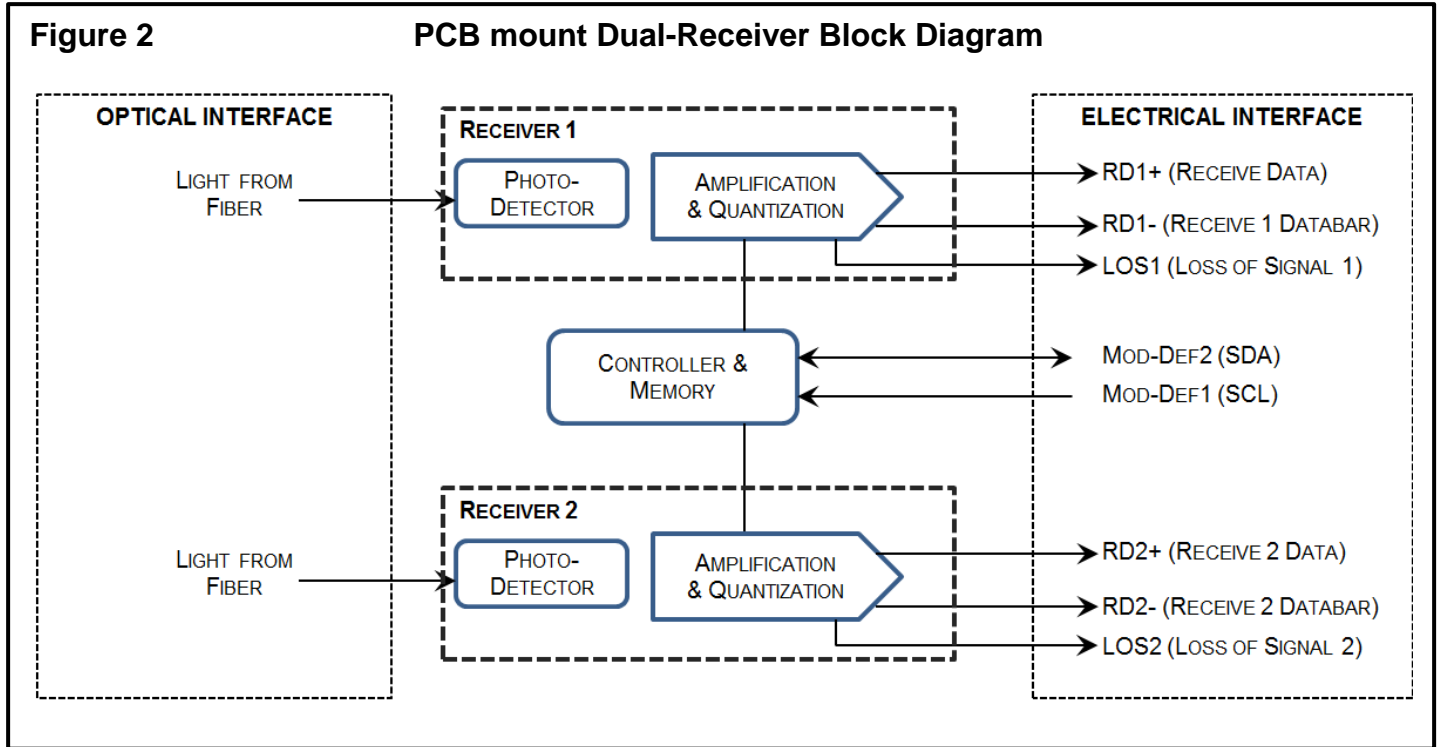 Figure 2 PCB mount Dual-Receiver Block Diagram
OPTICAL INTERFACE
LIGHT FROM
FIBER
RECEIVER 1
PHOTO-
DETECTOR
AMPLIFICATION
& QUANTIZATION
ELECTRICAL INTERFACE
RD1+ (RECEIVE DATA)
RD1- (RECEIVE 1 DATABAR)
LOS1 (LOSS OF SIGNAL 1)
CONTROLLER &
MEMORY
MOD-DEF2 (SDA)
MOD-DEF1 (SCL)
LIGHT FROM
FIBER
RECEIVER 2
PHOTO-
DETECTOR
AMPLIFICATION
& QUANTIZATION
RD2+ (RECEIVE 2 DATA)
RD2- (RECEIVE 2 DATABAR)
LOS2 (LOSS OF SIGNAL 2)